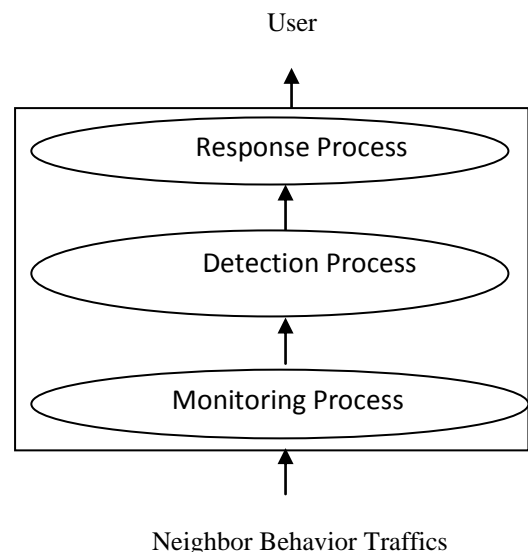 User
Response Process
Detection Process
Monitoring Process
Neighbor Behavior Traffics